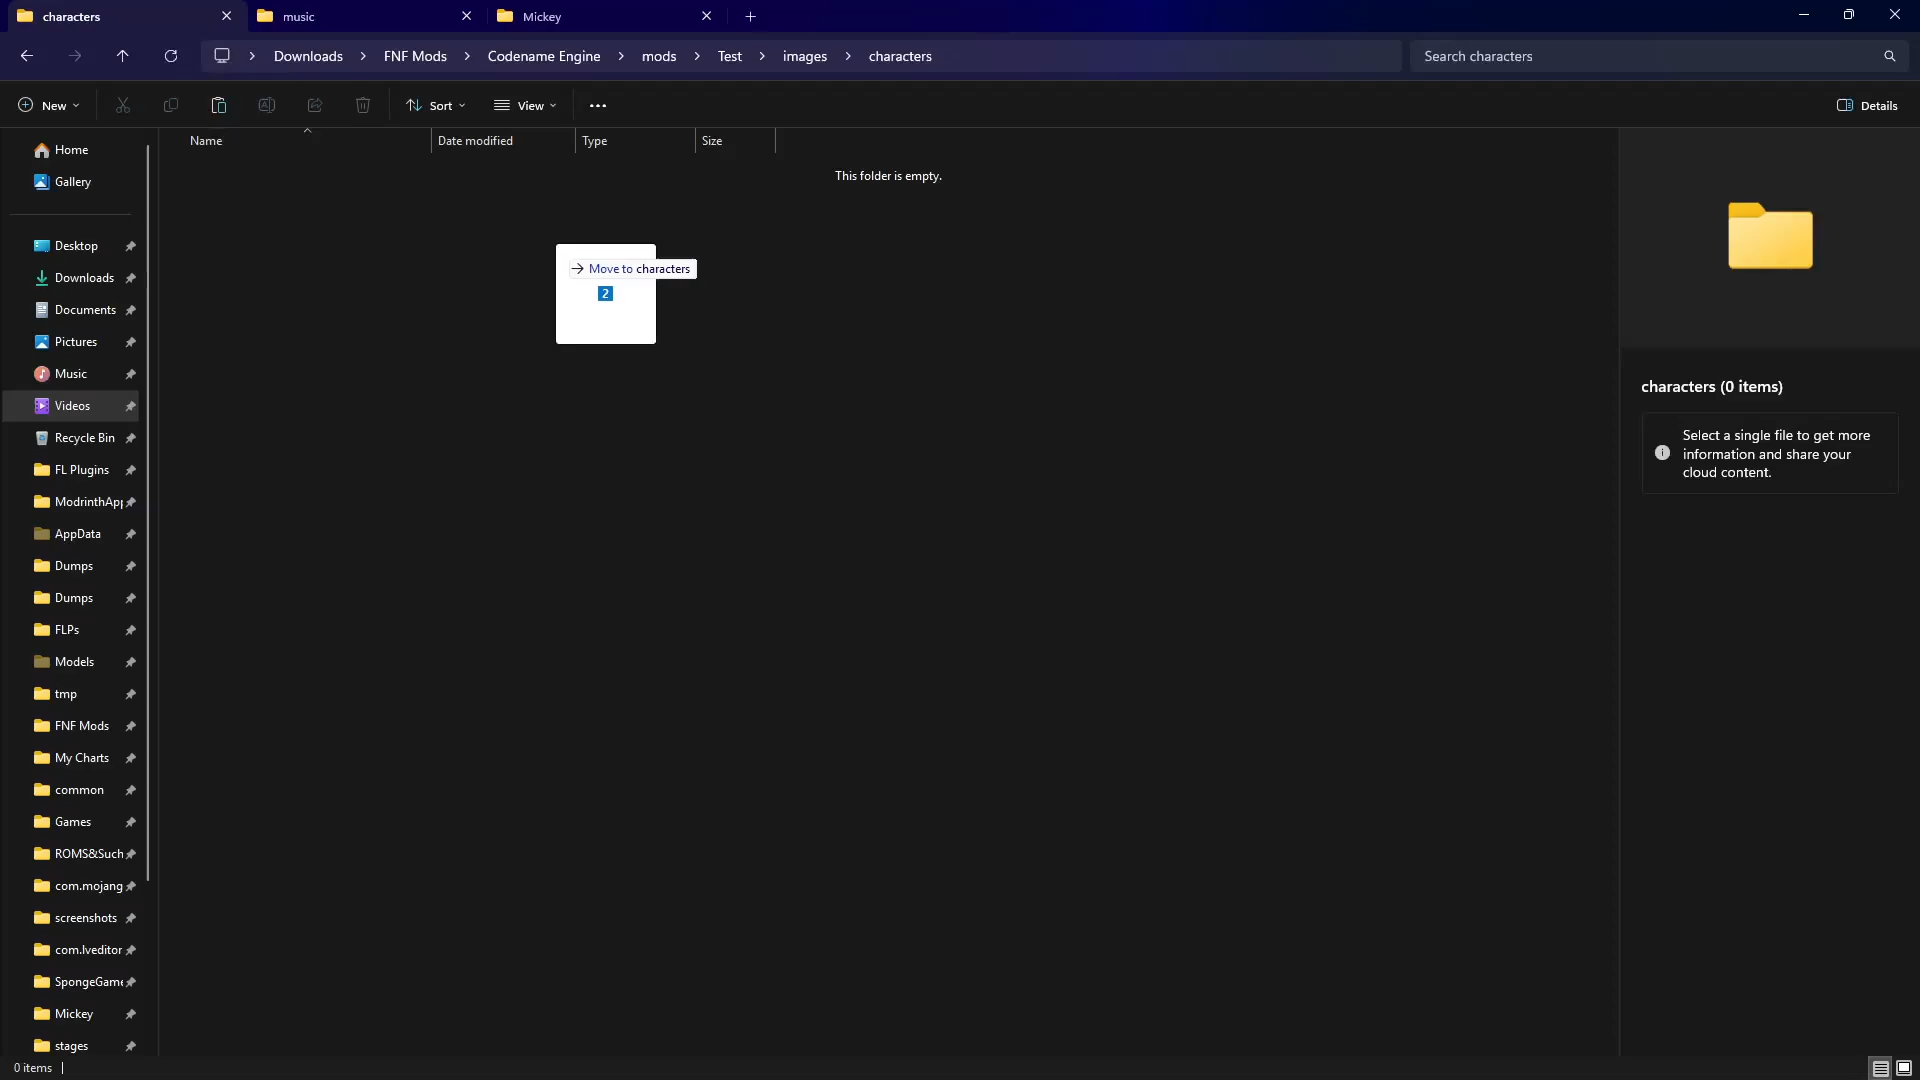 characters
music
Mickey
Downloads > FNF Mods > Codename Engine > mods > Test > images > characters
Search characters
New
Sort
View
Details
Name
Date modified
Type
Size
This folder is empty.
Move to characters
2
Home
Gallery
Desktop
Downloads
Documents
Pictures
Music
Videos
Recycle Bin
FL Plugins
ModrinthApp
AppData
Dumps
Dumps
FLPs
Models
tmp
FNF Mods
My Charts
common
Games
ROMS&Such
com.mojang
screenshots
com.lveditor
SpongeGame
Mickey
stages
characters (0 items)
Select a single file to get more
information and share your
cloud content.
0 items